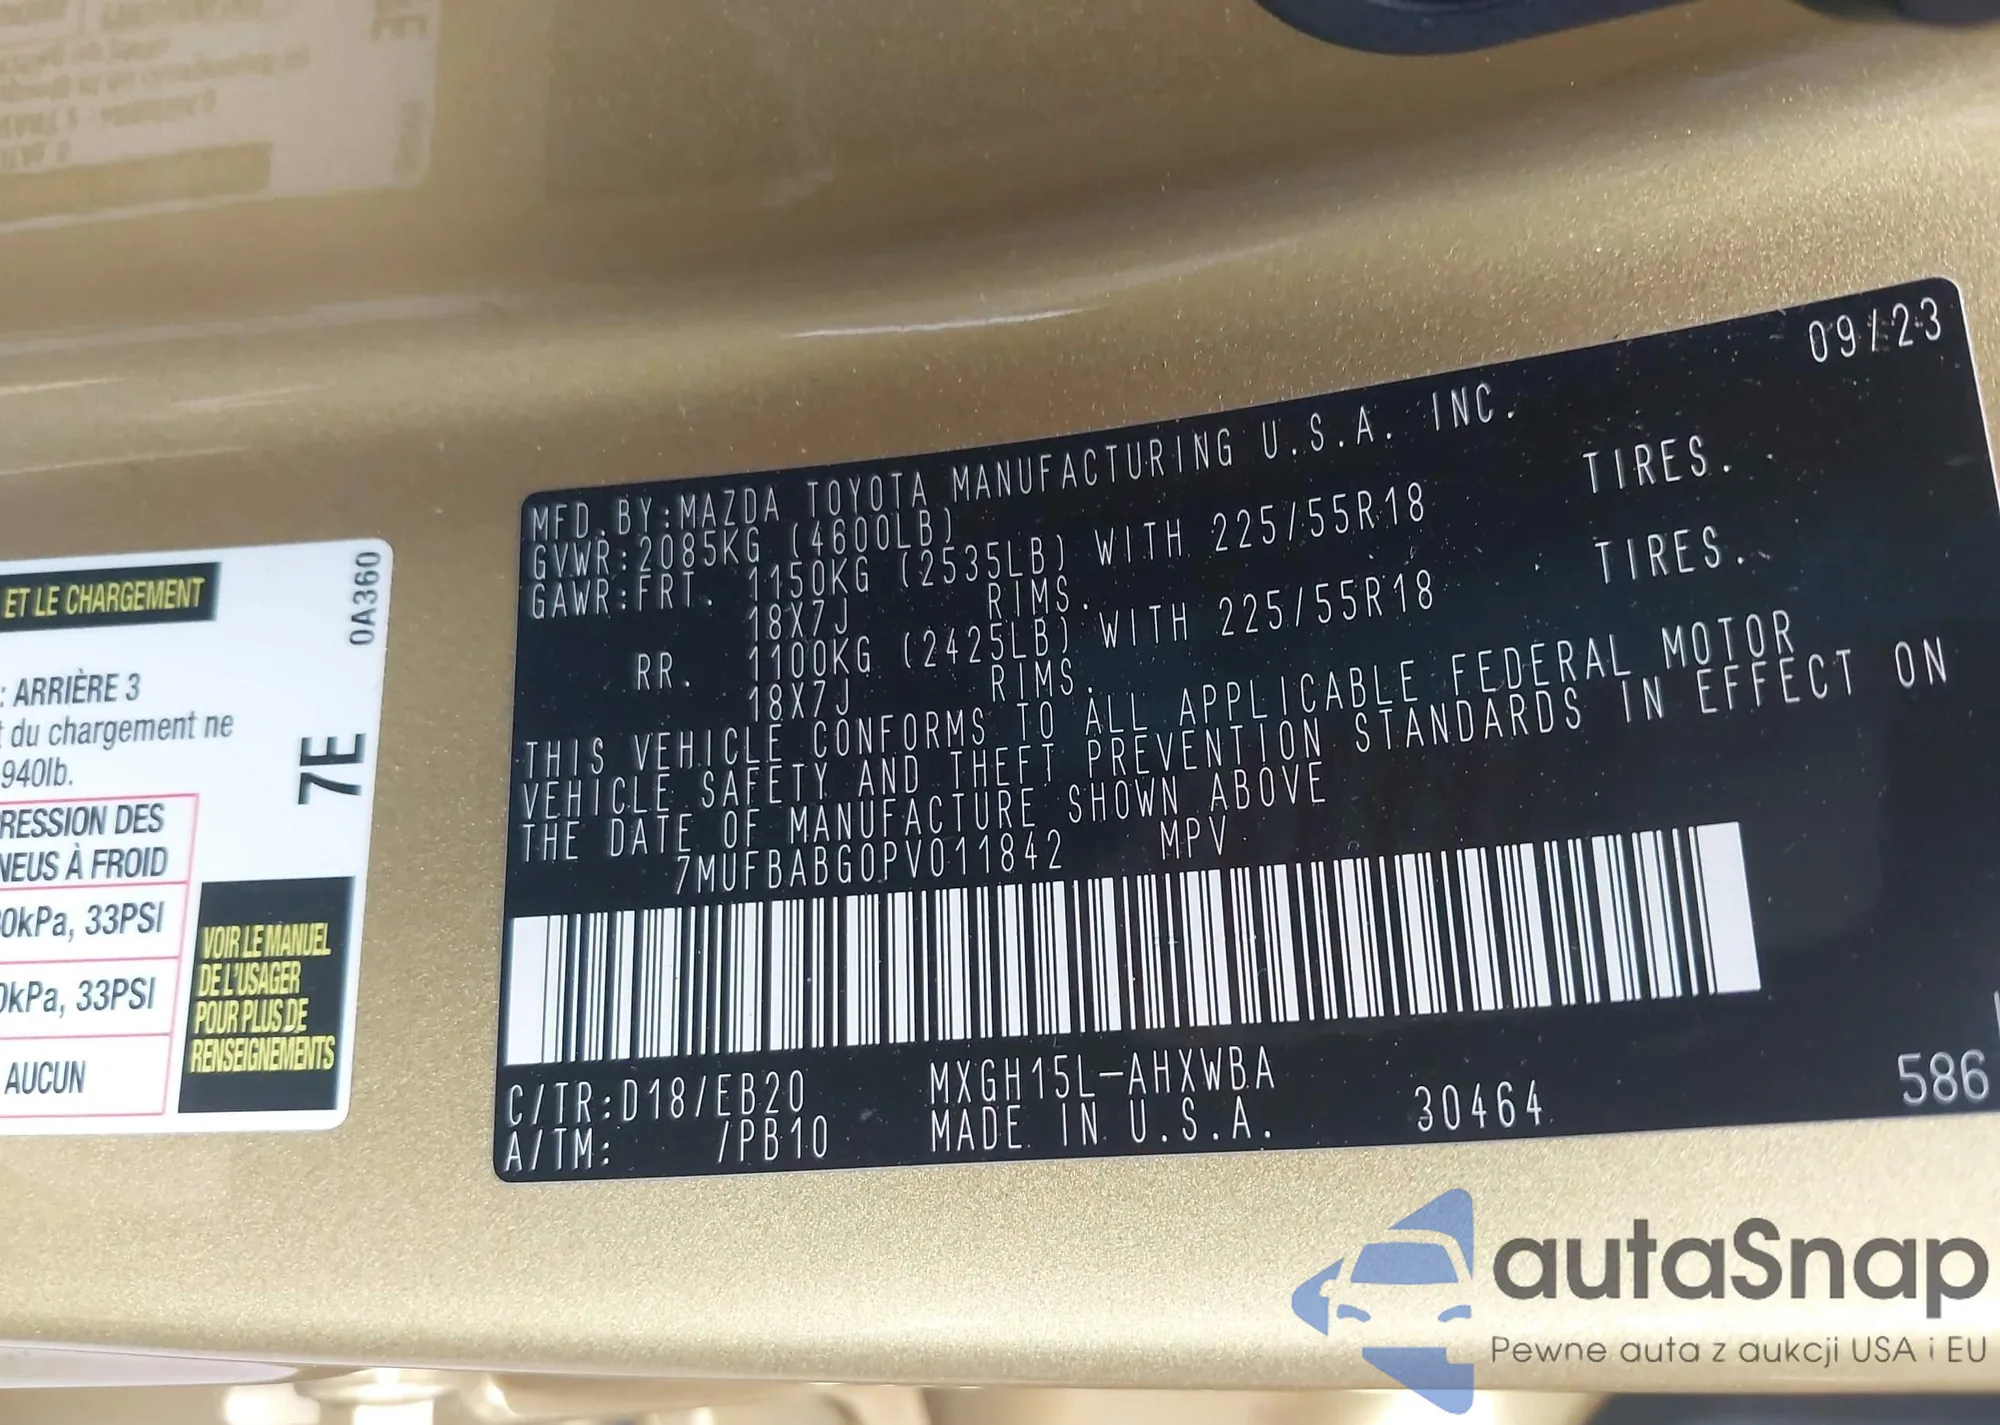 ET LE CHARGEMENT
0A360
: ARRIÈRE 3
t du chargement ne
940lb.
7E
RESSION DES
NEUS À FROID
0kPa, 33PSI
0kPa, 33PSI
AUCUN
VOIR LE MANUEL
DE L'USAGER
POUR PLUS DE
RENSEIGNEMENTS
09/23
MFD.BY:MAZDA TOYOTA MANUFACTURING U.S.A. INC.
GVWR:2085KG (4600LB)
GAWR:FRT. 1150KG (2535LB) WITH 225/55R18 TIRES.
18X7J RIMS.
RR. 1100KG (2425LB) WITH 225/55R18 TIRES.
18X7J RIMS.
THIS VEHICLE CONFORMS TO ALL APPLICABLE FEDERAL MOTOR
VEHICLE SAFETY AND THEFT PREVENTION STANDARDS IN EFFECT ON
THE DATE OF MANUFACTURE SHOWN ABOVE
7MUFBABG0PV011842 MPV
C/TR:D18/EB20 MXGH15L-AHXWBA
A/TM: /PB10 MADE IN U.S.A. 30464 586
autaSnap
Pewne auta z aukcji USA i EU